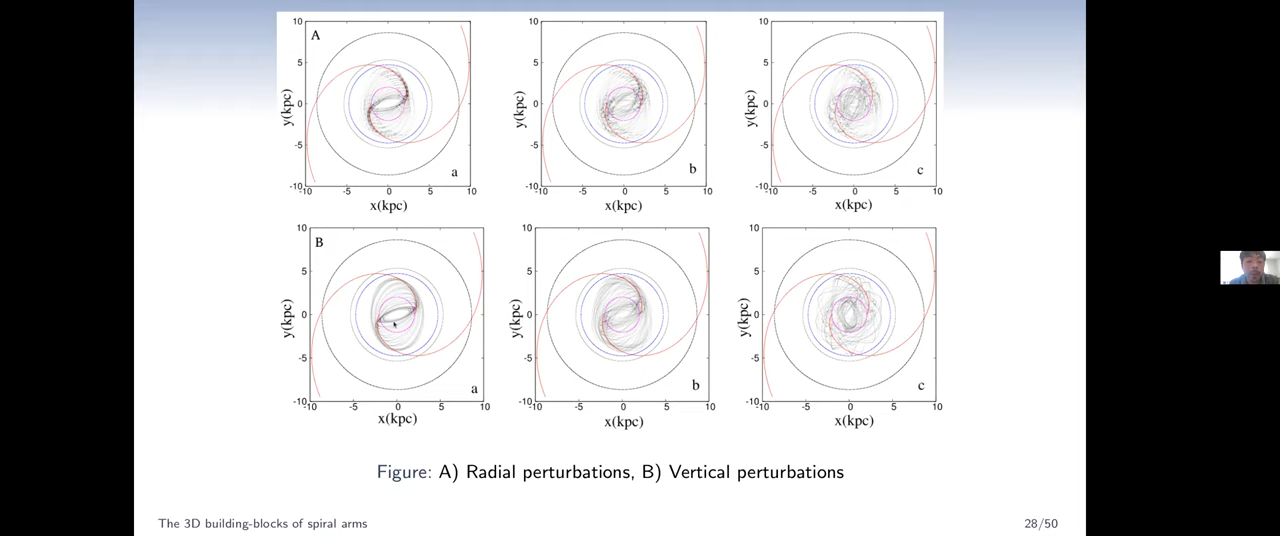 A
10
5
0
-5
-10
y(kpc)
-10 -5 0 5 10
x(kpc)
a
10
5
0
-5
-10
y(kpc)
-10 -5 0 5 10
x(kpc)
b
10
5
0
-5
-10
y(kpc)
-10 -5 0 5 10
x(kpc)
c
B
10
5
0
-5
-10
y(kpc)
-10 -5 0 5 10
x(kpc)
a
10
5
0
-5
-10
y(kpc)
-10 -5 0 5 10
x(kpc)
b
10
5
0
-5
-10
y(kpc)
-10 -5 0 5 10
x(kpc)
c
Figure: A) Radial perturbations, B) Vertical perturbations
The 3D building-blocks of spiral arms
28/50